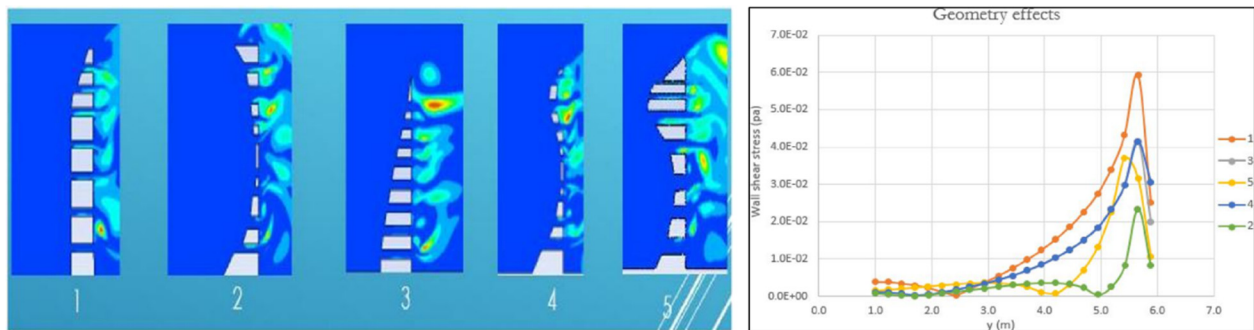 1 2 3 4 5
Geometry effects
7.0E-02
6.0E-02
5.0E-02
4.0E-02
3.0E-02
2.0E-02
1.0E-02
0.0E+00
Wall shear stress (pa)
0.0 1.0 2.0 3.0 4.0 5.0 6.0 7.0
y (m)
1
3
5
4
2